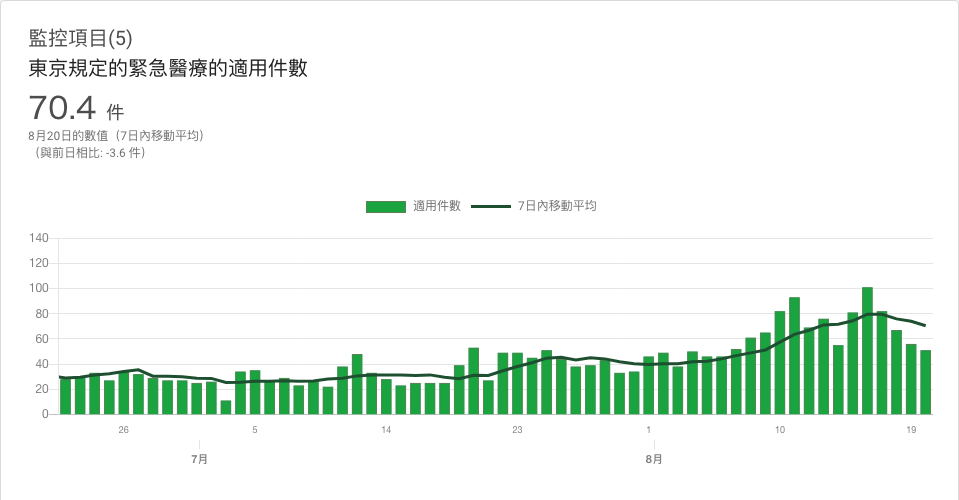 監控項目(5)
東京規定的緊急醫療的適用件數
70.4 件
8月20日的數值（7日內移動平均）
（與前日相比: -3.6 件）
適用件數 7日內移動平均
140
120
100
80
60
40
20
0
26 5 14 23 1 10 19
7月 8月